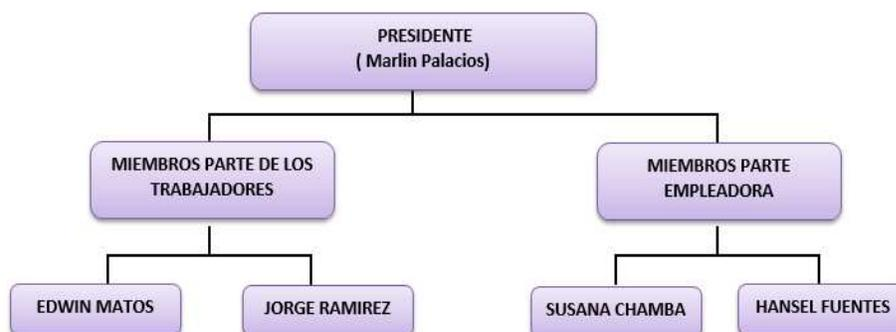 PRESIDENTE
( Marlin Palacios)
MIEMBROS PARTE DE LOS
TRABAJADORES
MIEMBROS PARTE
EMPLEADORA
EDWIN MATOS
JORGE RAMIREZ
SUSANA CHAMBA
HANSEL FUENTES